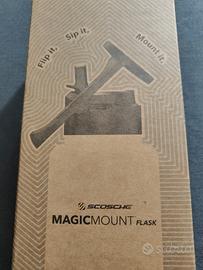 Flip it.
Sip it.
Mount it.
SCOSCHE
MAGICMOUNT FLASK